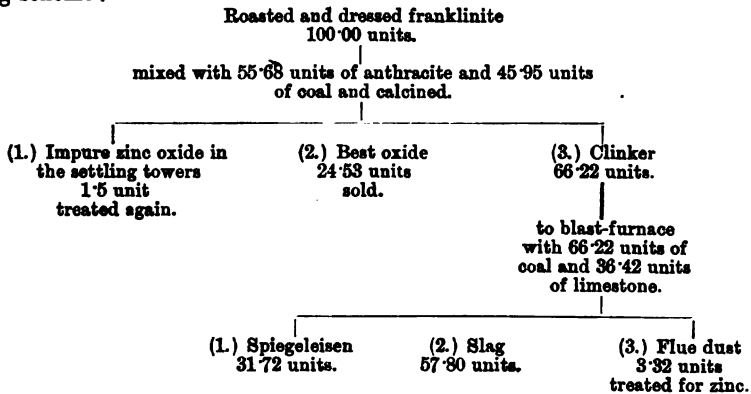 Roasted and dressed franklinite
100·00 units.
mixed with 55·68 units of anthracite and 45·95 units
of coal and calcined.
(1.) Impure zinc oxide in
the settling towers
1·5 unit
treated again.
(2.) Best oxide
24·53 units
sold.
(3.) Clinker
66·22 units.
to blast-furnace
with 66·22 units of
coal and 36·42 units
of limestone.
(1.) Spiegeleisen
31·72 units.
(2.) Slag
57·80 units.
(3.) Flue dust
3·32 units
treated for zinc.